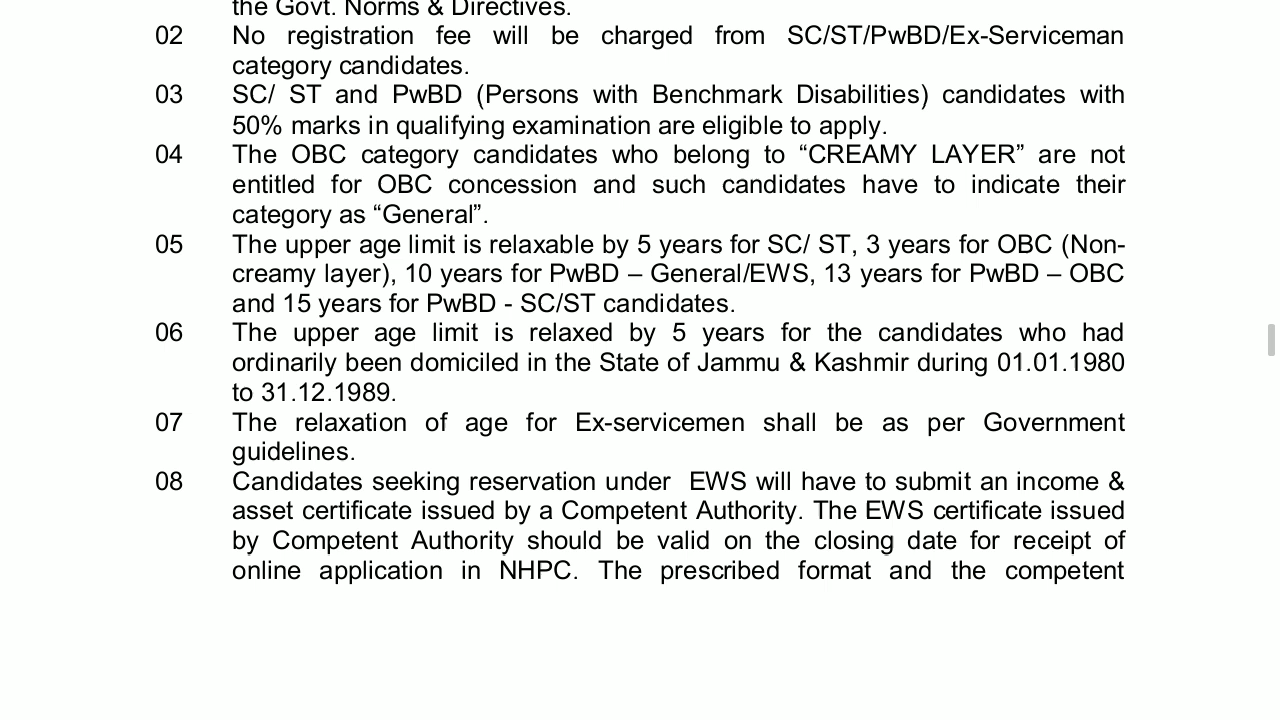 the Govt. Norms & Directives.
02 No registration fee will be charged from SC/ST/PwBD/Ex-Serviceman
category candidates.
03 SC/ ST and PwBD (Persons with Benchmark Disabilities) candidates with
50% marks in qualifying examination are eligible to apply.
04 The OBC category candidates who belong to “CREAMY LAYER” are not
entitled for OBC concession and such candidates have to indicate their
category as “General”.
05 The upper age limit is relaxable by 5 years for SC/ ST, 3 years for OBC (Non-
creamy layer), 10 years for PwBD – General/EWS, 13 years for PwBD – OBC
and 15 years for PwBD - SC/ST candidates.
06 The upper age limit is relaxed by 5 years for the candidates who had
ordinarily been domiciled in the State of Jammu & Kashmir during 01.01.1980
to 31.12.1989.
07 The relaxation of age for Ex-servicemen shall be as per Government
guidelines.
08 Candidates seeking reservation under EWS will have to submit an income &
asset certificate issued by a Competent Authority. The EWS certificate issued
by Competent Authority should be valid on the closing date for receipt of
online application in NHPC. The prescribed format and the competent